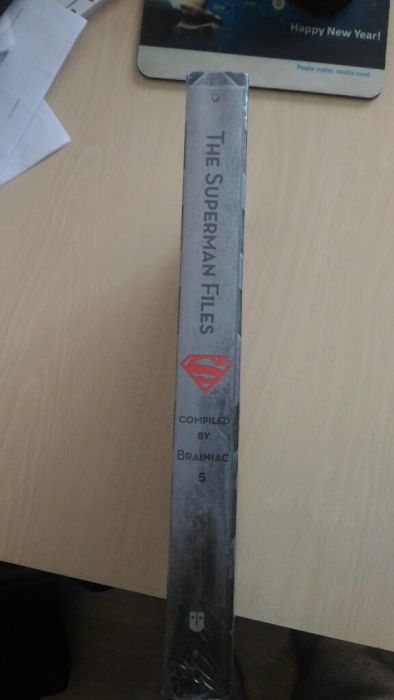 Happy New Year!
People matter, results count.
THE SUPERMAN FILES
S
COMPILED
BY
BRAINIAC
5